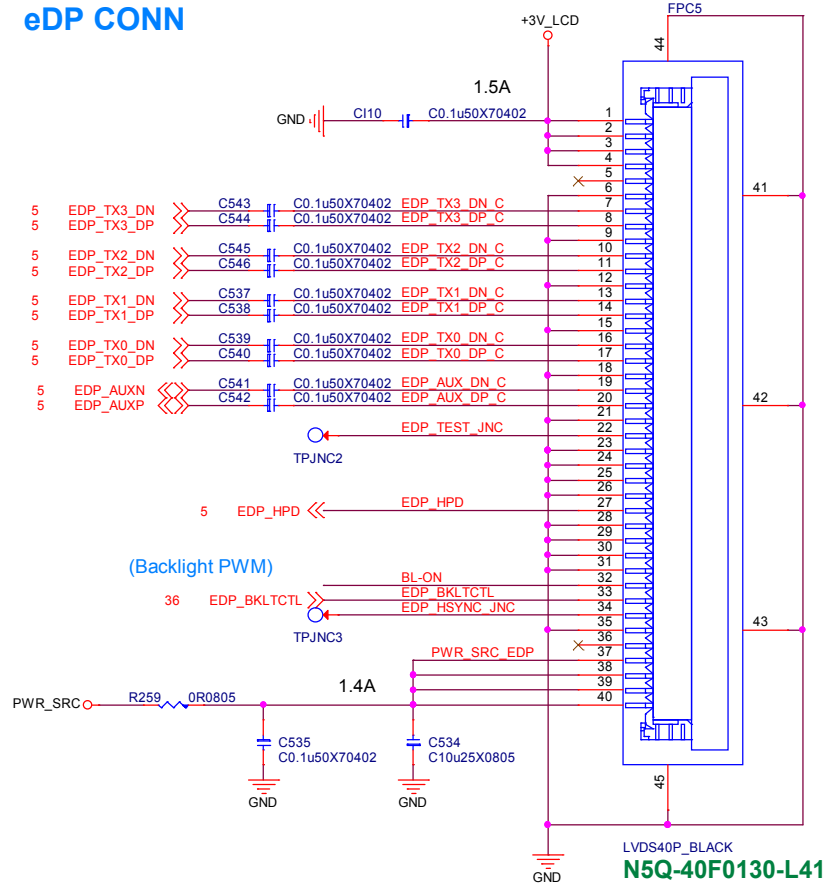 eDP CONN
FPC5
+3V_LCD
44
1.5A
GND CI10 C0.1u50X70402 1
2
3
4
5
6 41
5 EDP_TX3_DN C543 C0.1u50X70402 EDP_TX3_DN_C 7
5 EDP_TX3_DP C544 C0.1u50X70402 EDP_TX3_DP_C 8
9
5 EDP_TX2_DN C545 C0.1u50X70402 EDP_TX2_DN_C 10
5 EDP_TX2_DP C546 C0.1u50X70402 EDP_TX2_DP_C 11
12
5 EDP_TX1_DN C537 C0.1u50X70402 EDP_TX1_DN_C 13
5 EDP_TX1_DP C538 C0.1u50X70402 EDP_TX1_DP_C 14
15
5 EDP_TX0_DN C539 C0.1u50X70402 EDP_TX0_DN_C 16
5 EDP_TX0_DP C540 C0.1u50X70402 EDP_TX0_DP_C 17
18
5 EDP_AUXN C541 C0.1u50X70402 EDP_AUX_DN_C 19
5 EDP_AUXP C542 C0.1u50X70402 EDP_AUX_DP_C 20 42
21
EDP_TEST_JNC 22
TPJNC2 23
24
25
26
5 EDP_HPD EDP_HPD 27
28
29
30
(Backlight PWM) 31
BL-ON 32
36 EDP_BKLTCTL EDP_BKLTCTL 33
EDP_HSYNC_JNC 34
TPJNC3 35 43
36
PWR_SRC_EDP 37
38
1.4A 39
PWR_SRC R259 0R0805 40
C535
C0.1u50X70402
C534
C10u25X0805
GND
GND
45
LVDS40P_BLACK
N5Q-40F0130-L41
GND